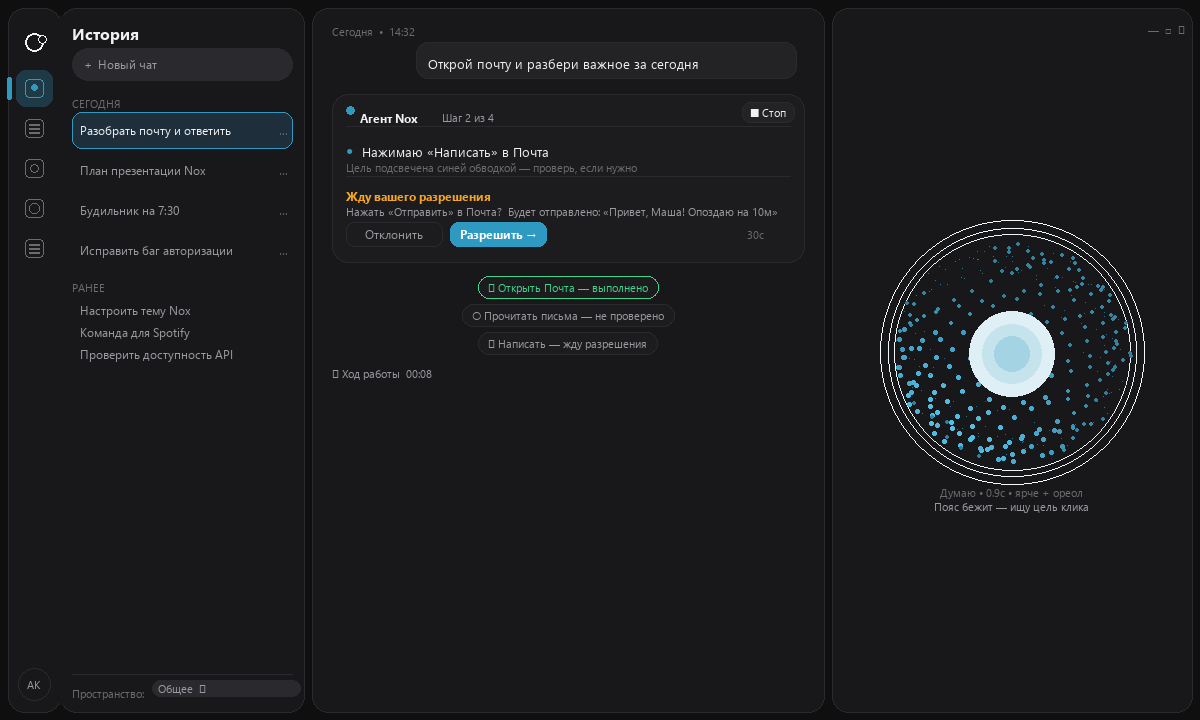 История
+ Новый чат
СЕГОДНЯ
Разобрать почту и ответить ...
План презентации Nox ...
Будильник на 7:30 ...
Исправить баг авторизации ...
РАНЕЕ
Настроить тему Nox
Команда для Spotify
Проверить доступность API
АК
Пространство: Общее
Сегодня • 14:32
Открой почту и разбери важное за сегодня
Агент Nox Шаг 2 из 4
■ Стоп
• Нажимаю «Написать» в Почта
Цель подсвечена синей обводкой — проверь, если нужно
Жду вашего разрешения
Нажать «Отправить» в Почта? Будет отправлено: «Привет, Маша! Опоздаю на 10м»
Отклонить
Разрешить →
30с
Открыть Почта — выполнено
○ Прочитать письма — не проверено
Написать — жду разрешения
Ход работы 00:08
Думаю • 0.9с • ярче + ореол
Пояс бежит — ищу цель клика